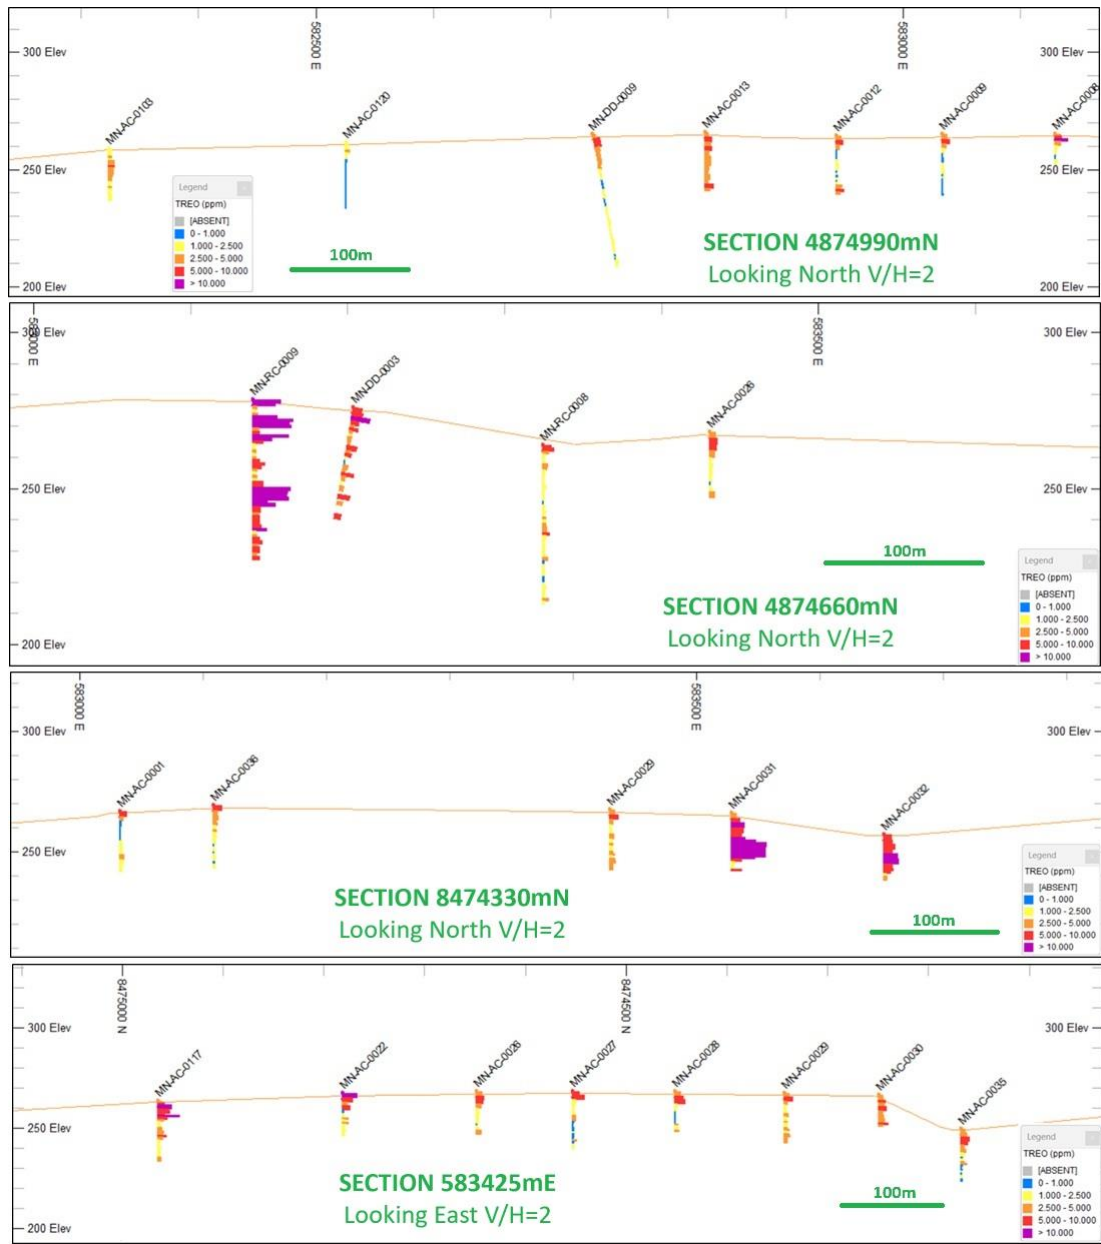 582500 E
583000 E
300 Elev
300 Elev
MN-AC-0103
MN-AC-0120
MN-DD-0009
MN-AC-0013
MN-AC-0012
MN-AC-0009
MN-AC-0008
250 Elev
250 Elev
Legend
TREO (ppm)
[ABSENT]
0 - 1.000
1.000 - 2.500
2.500 - 5.000
5.000 - 10.000
> 10.000
100m
SECTION 4874990mN
Looking North V/H=2
200 Elev
200 Elev
583000 E
583500 E
300 Elev
300 Elev
MN-RC-0009
MN-DD-0003
MN-RC-0008
MN-AC-0026
250 Elev
250 Elev
100m
SECTION 4874660mN
Looking North V/H=2
200 Elev
Legend
TREO (ppm)
[ABSENT]
0 - 1.000
1.000 - 2.500
2.500 - 5.000
5.000 - 10.000
> 10.000
583000 E
583500 E
300 Elev
300 Elev
MN-AC-0001
MN-AC-0036
MN-AC-0029
MN-AC-0031
MN-AC-0032
250 Elev
SECTION 8474330mN
Looking North V/H=2
100m
Legend
TREO (ppm)
[ABSENT]
0 - 1.000
1.000 - 2.500
2.500 - 5.000
5.000 - 10.000
> 10.000
8475000 N
8474500 N
300 Elev
300 Elev
MN-AC-0117
MN-AC-0022
MN-AC-0026
MN-AC-0027
MN-AC-0028
MN-AC-0029
MN-AC-0030
MN-AC-0035
250 Elev
SECTION 583425mE
Looking East V/H=2
100m
200 Elev
Legend
TREO (ppm)
[ABSENT]
0 - 1.000
1.000 - 2.500
2.500 - 5.000
5.000 - 10.000
> 10.000